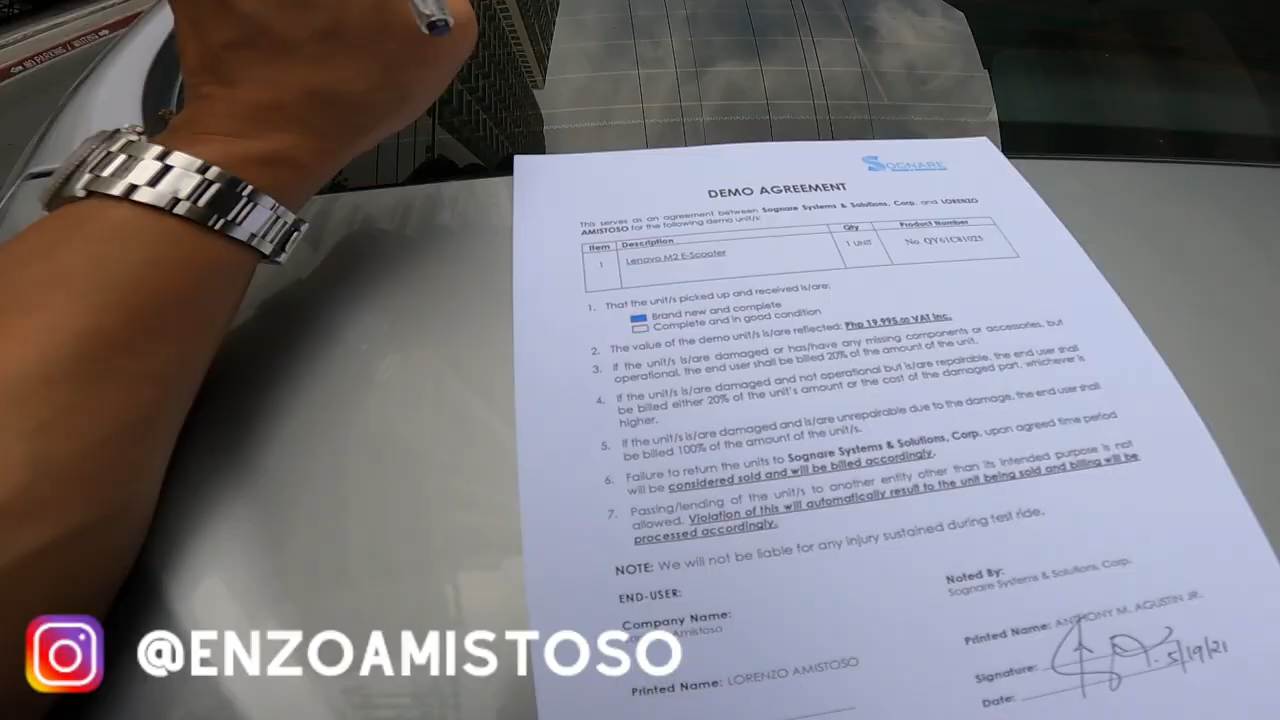 NO PARKING / WAITING
SOGNARE
DEMO AGREEMENT
This serves as an agreement between Sognare Systems & Solutions, Corp. and LORENZO
AMISTOSO for the following demo unit/s:
Item Description Qty Product Number
1 Lenovo M2 E-Scooter 1 UNIT No. QY61CB1025
1. That the unit/s picked up and received is/are:
Brand new and complete
Complete and in good condition
2. The value of the demo unit/s is/are reflected: Php 19,995.00 VAT Inc.
3. If the unit/s is/are damaged or has/have any missing components or accessories, but
operational, the end user shall be billed 20% of the amount of the unit.
4. If the unit/s is/are damaged and not operational but is/are repairable, the end user shall
be billed either 20% of the unit's amount or the cost of the damaged part, whichever is
higher.
5. If the unit/s is/are damaged and is/are unrepairable due to the damage, the end user shall
be billed 100% of the amount of the unit/s.
6. Failure to return the units to Sognare Systems & Solutions, Corp. upon agreed time period
will be considered sold and will be billed accordingly.
7. Passing/lending of the unit/s to another entity other than its intended purpose is not
allowed. Violation of this will automatically result to the unit being sold and billing will be
processed accordingly.
NOTE: We will not be liable for any injury sustained during test ride.
END-USER:
Noted By:
Sognare Systems & Solutions, Corp.
Company Name:
Amistoso
Printed Name: ANTHONY M. AGUSTIN JR.
Printed Name: LORENZO AMISTOSO
Signature:
5/19/21
Date:
@ENZOAMISTOSO